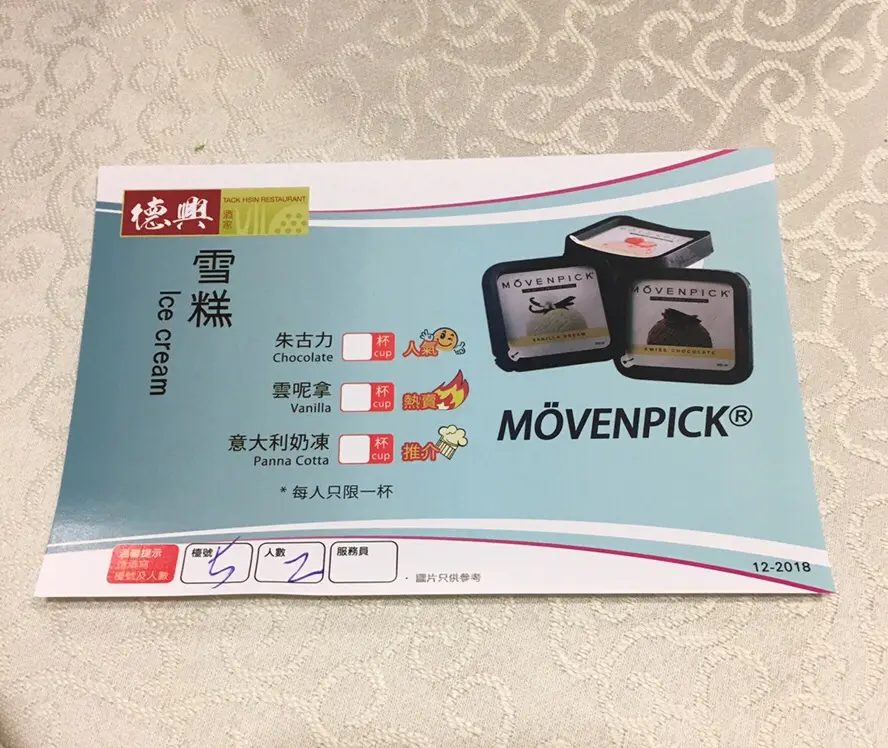 德興
TACK HSIN RESTAURANT
酒家
雪糕
Ice cream
朱古力
Chocolate
杯
cup
人氣
雲呢拿
Vanilla
杯
cup
熱賣
意大利奶凍
Panna Cotta
杯
cup
推介
* 每人只限一杯
MÖVENPICK
VANILLA DREAM
MÖVENPICK
SWISS CHOCOLATE
MÖVENPICK®
溫馨提示
請填寫
檯號及人數
檯號
5
人數
2
服務員
. 圖片只供參考
12-2018